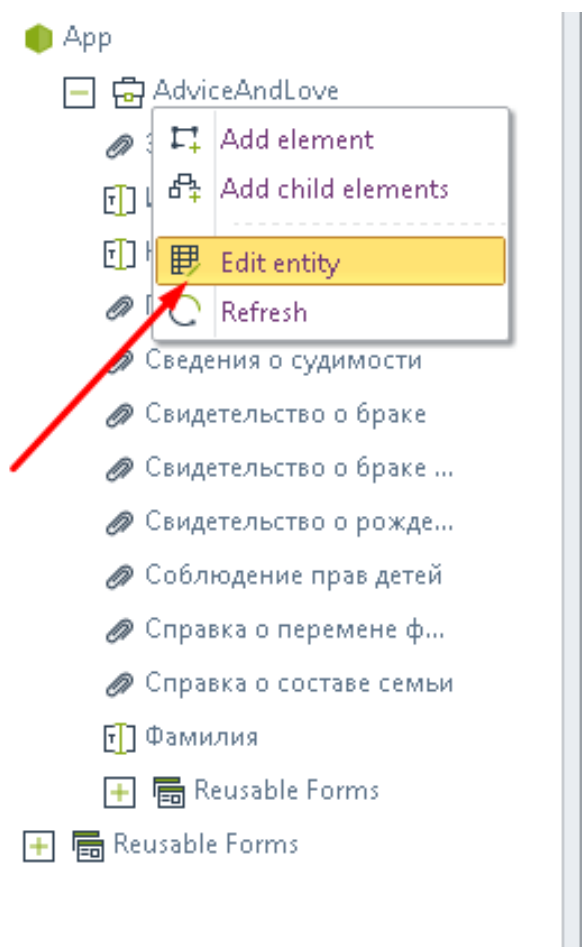 App
AdviceAndLove
Add element
Add child elements
Edit entity
Refresh
Сведения о судимости
Свидетельство о браке
Свидетельство о браке ...
Свидетельство о рожде...
Соблюдение прав детей
Справка о перемене ф...
Справка о составе семьи
Фамилия
Reusable Forms
Reusable Forms